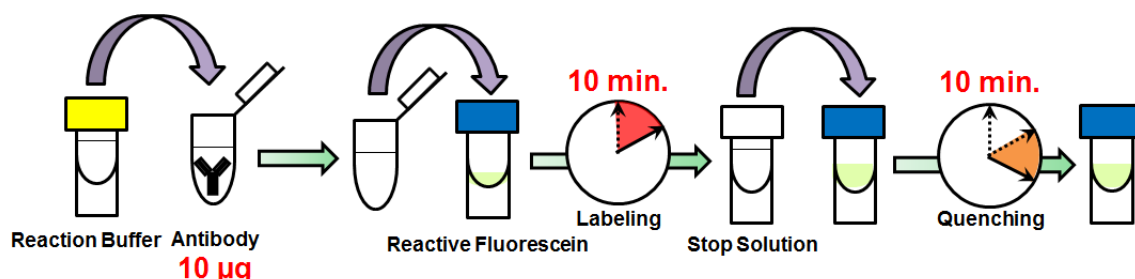 10 min.
10 min.
Labeling
Quenching
Reaction Buffer
Antibody
Reactive Fluorescein
Stop Solution
10 µg